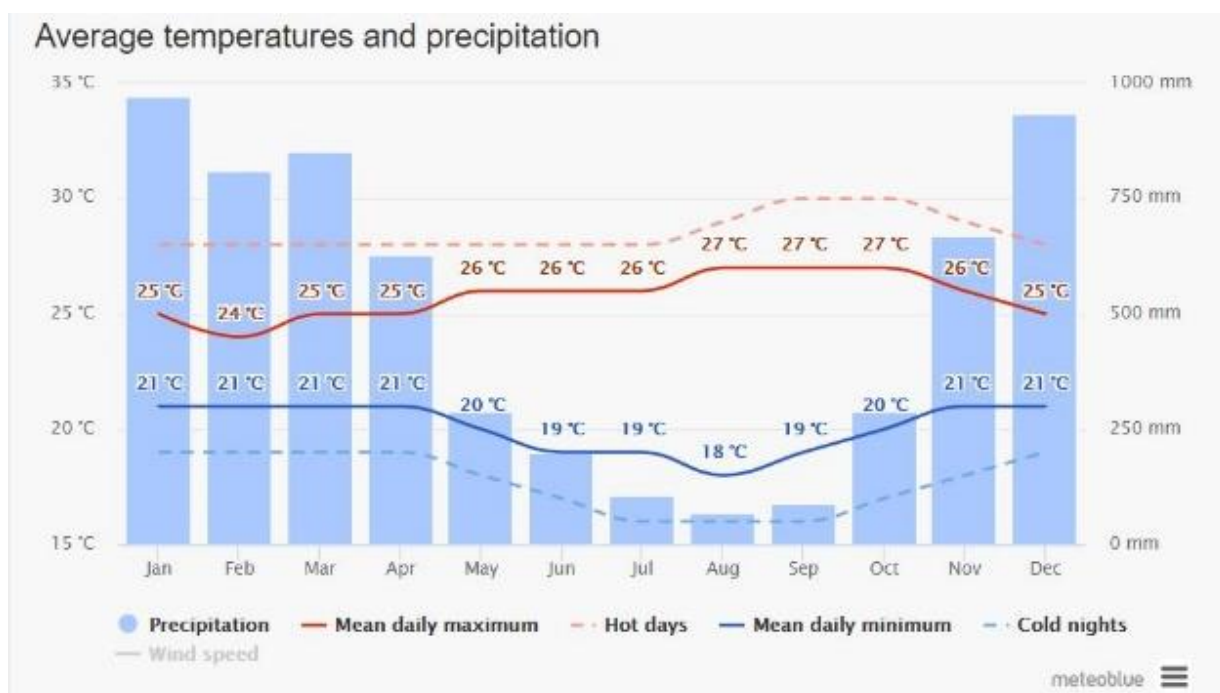 Average temperatures and precipitation
35 °C 1000 mm
30 °C 750 mm
27 °C 27 °C 27 °C
26 °C 26 °C 26 °C 26 °C
25 °C 25 °C 25 °C 25 °C
25 °C 24 °C 500 mm
21 °C 21 °C 21 °C 21 °C 21 °C 21 °C
20 °C 20 °C
20 °C 19 °C 19 °C 19 °C 250 mm
18 °C
15 °C 0 mm
Jan Feb Mar Apr May Jun Jul Aug Sep Oct Nov Dec
Precipitation Mean daily maximum Hot days Mean daily minimum Cold nights
Wind speed
meteoblue